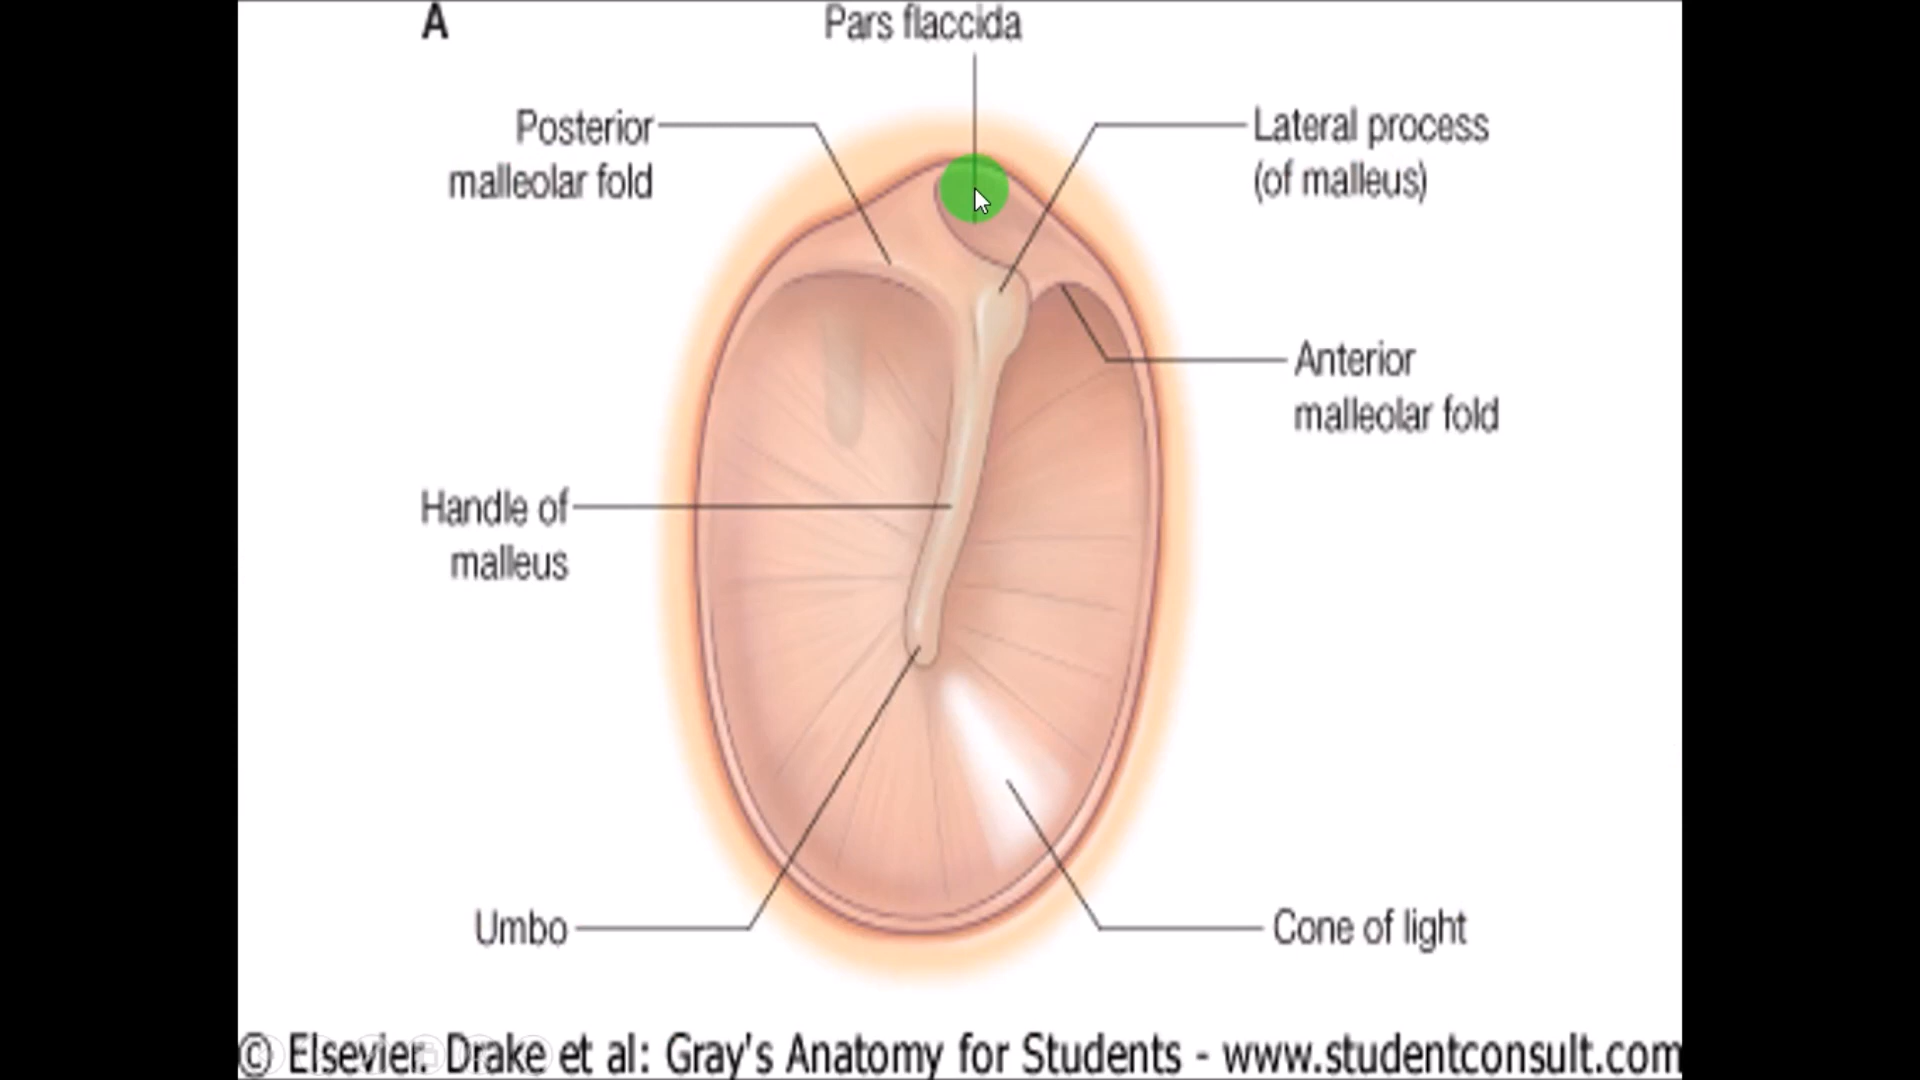 A
Pars flaccida
Posterior
malleolar fold
Lateral process
(of malleus)
Anterior
malleolar fold
Handle of
malleus
Umbo
Cone of light
© Elsevier. Drake et al: Gray's Anatomy for Students - www.studentconsult.com